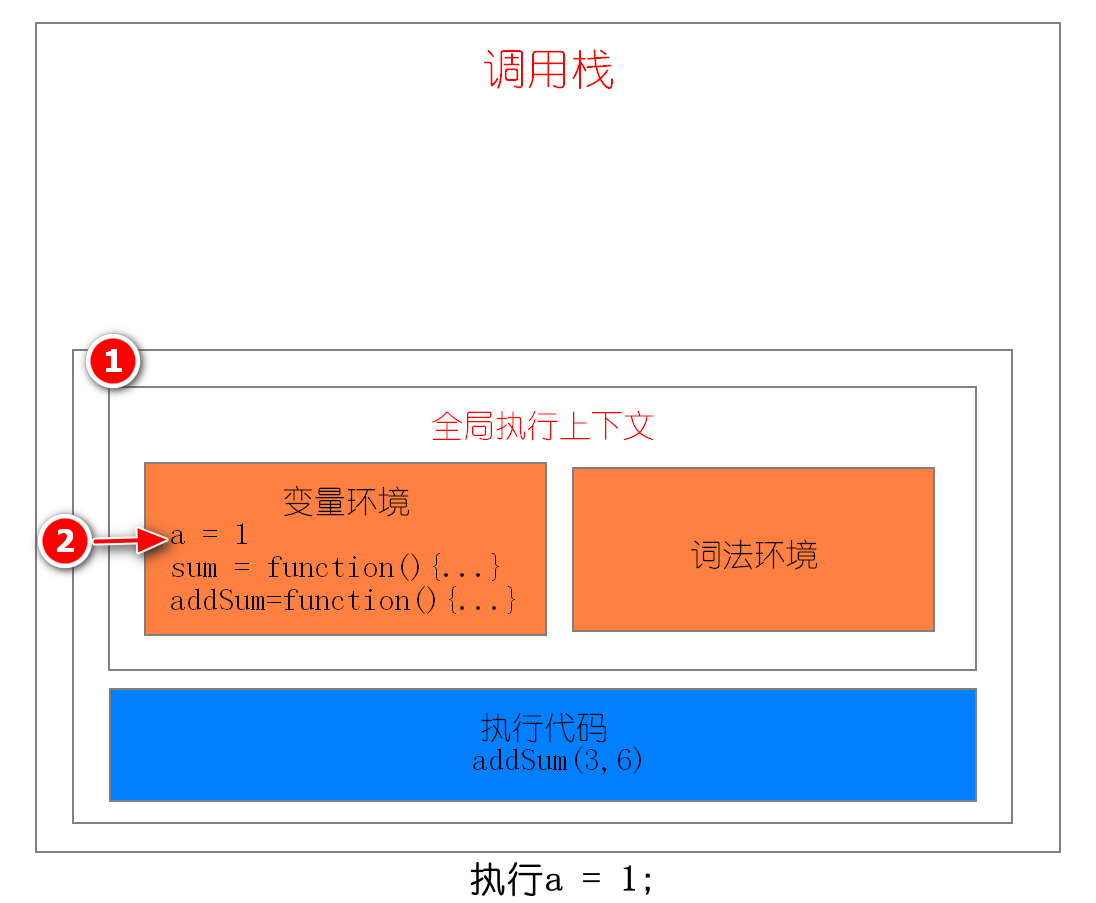 调用栈
1
全局执行上下文
变量环境
2
a = 1
sum = function(){...}
addSum=function(){...}
词法环境
执行代码
addSum(3,6)
执行a = 1;